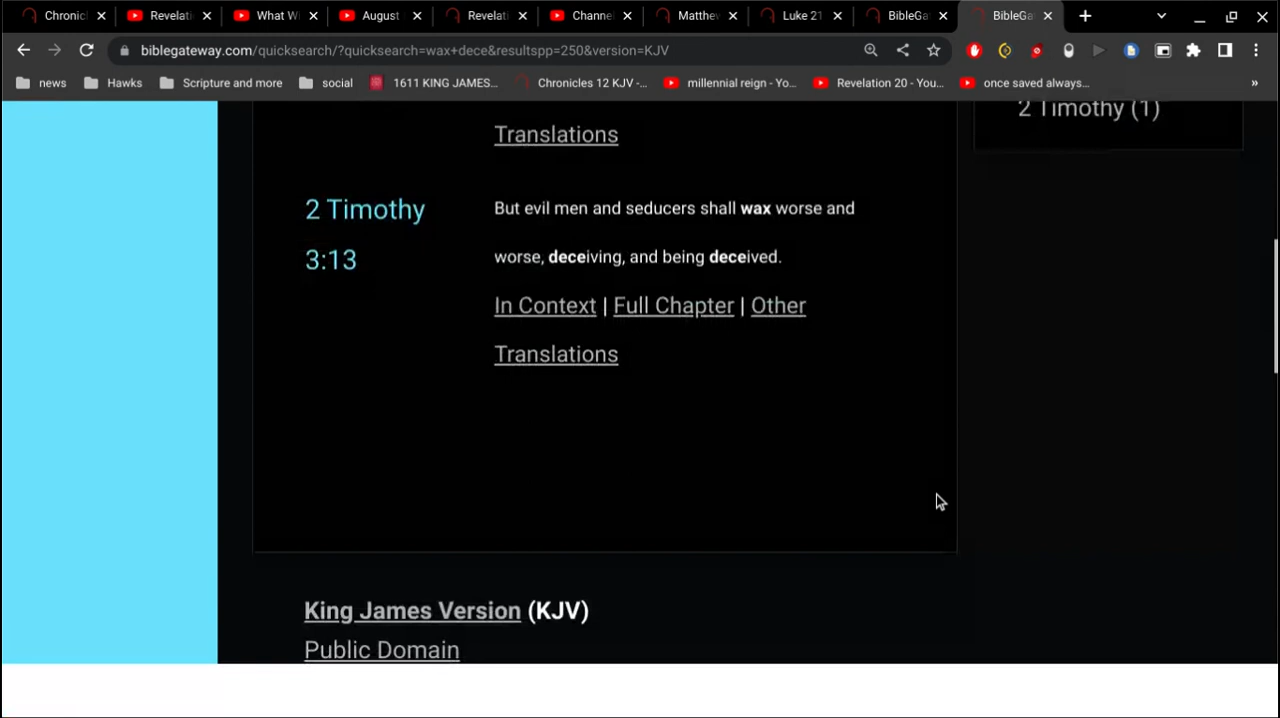 Chronic
Revelati
What W
August
Revelati
Channe
Matthew
Luke 21
BibleGa
BibleGa
biblegateway.com/quicksearch/?quicksearch=wax+dece&resultspp=250&version=KJV
news
Hawks
Scripture and more
social
1611 KING JAMES...
Chronicles 12 KJV -...
millennial reign - Yo...
Revelation 20 - You...
once saved always...
»
2 Timothy (1)
Translations
2 Timothy
3:13
But evil men and seducers shall wax worse and
worse, deceiving, and being deceived.
In Context | Full Chapter | Other
Translations
King James Version (KJV)
Public Domain